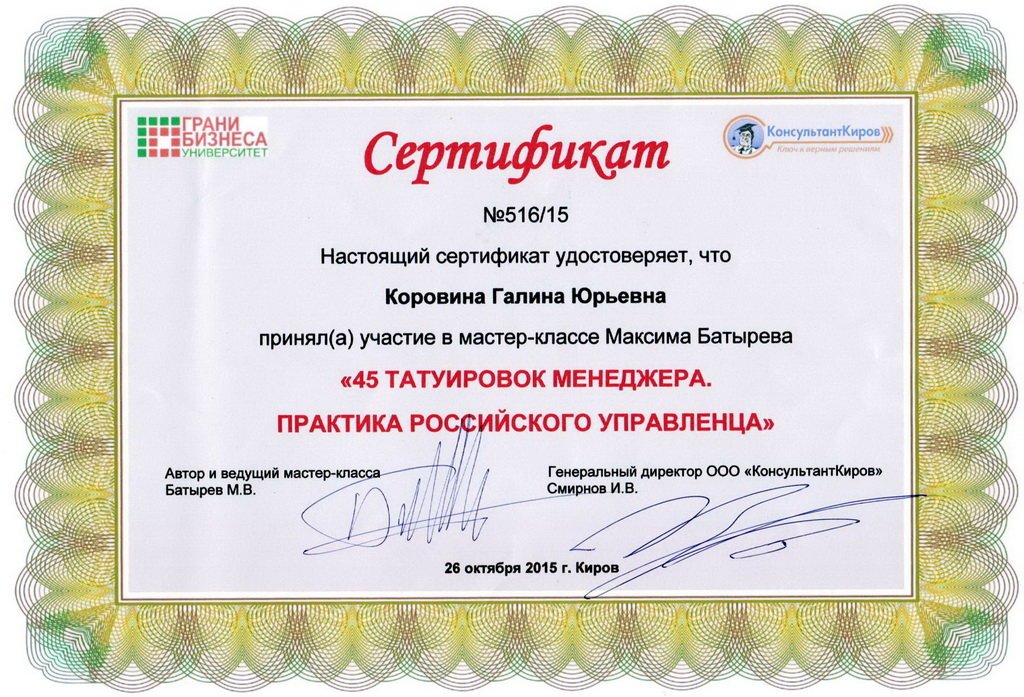 ГРАНИ
БИЗНЕСА
УНИВЕРСИТЕТ
КонсультантКиров
Ключ к верным решениям
Сертификат
№516/15
Настоящий сертификат удостоверяет, что
Коровина Галина Юрьевна
принял(а) участие в мастер-классе Максима Батырева
«45 ТАТУИРОВОК МЕНЕДЖЕРА.
ПРАКТИКА РОССИЙСКОГО УПРАВЛЕНЦА»
Автор и ведущий мастер-класса
Батырев М.В.
Генеральный директор ООО «КонсультантКиров»
Смирнов И.В.
26 октября 2015 г. Киров